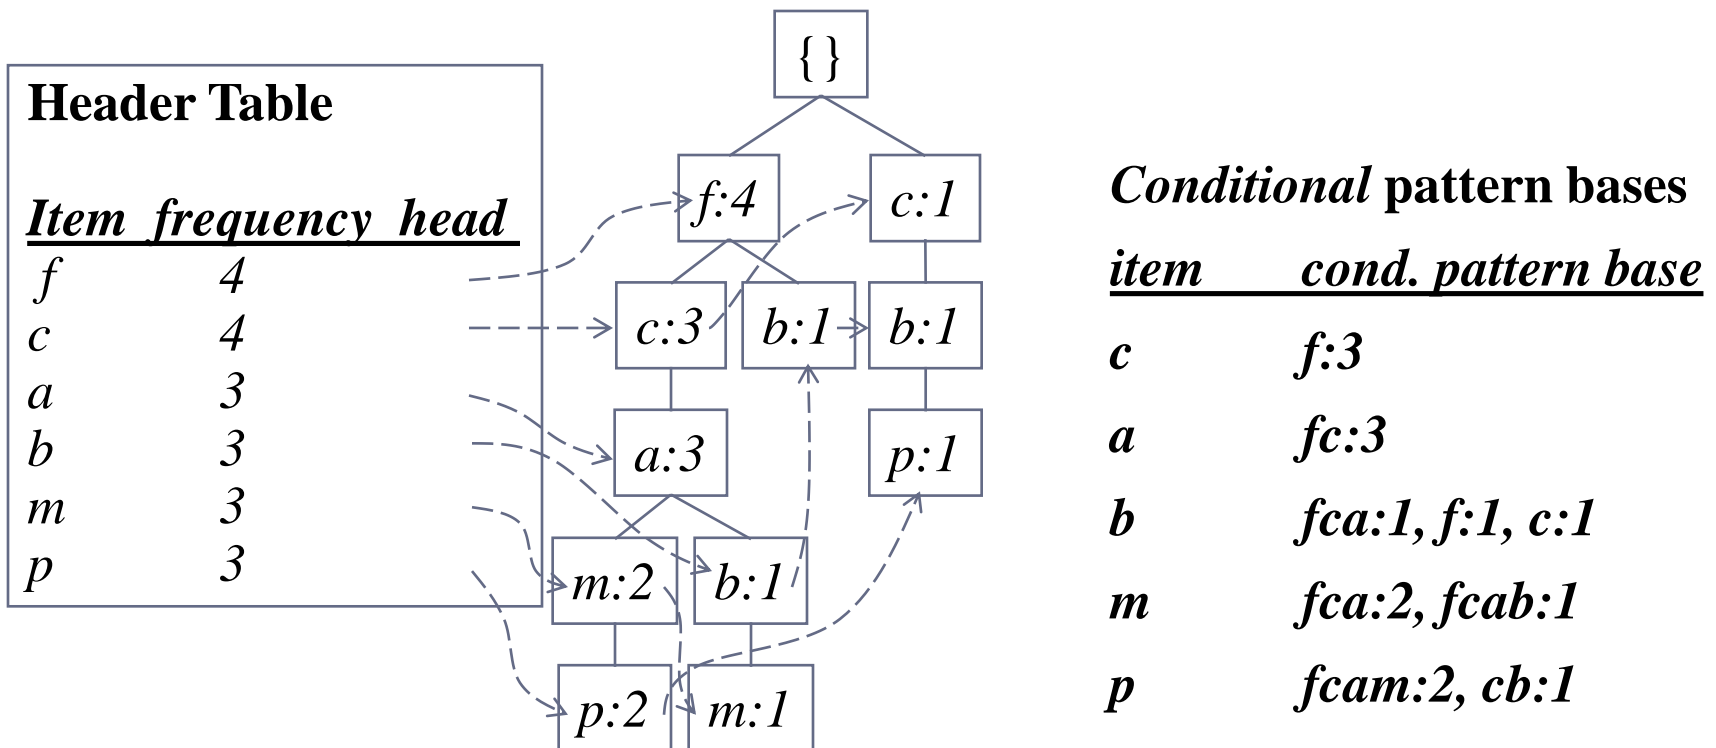 Header Table
Item frequency head
f 4
c 4
a 3
b 3
m 3
p 3
{}
f:4 c:1
c:3 b:1 b:1
a:3 p:1
m:2 b:1
p:2 m:1
Conditional pattern bases
item cond. pattern base
c f:3
a fc:3
b fca:1, f:1, c:1
m fca:2, fcab:1
p fcam:2, cb:1